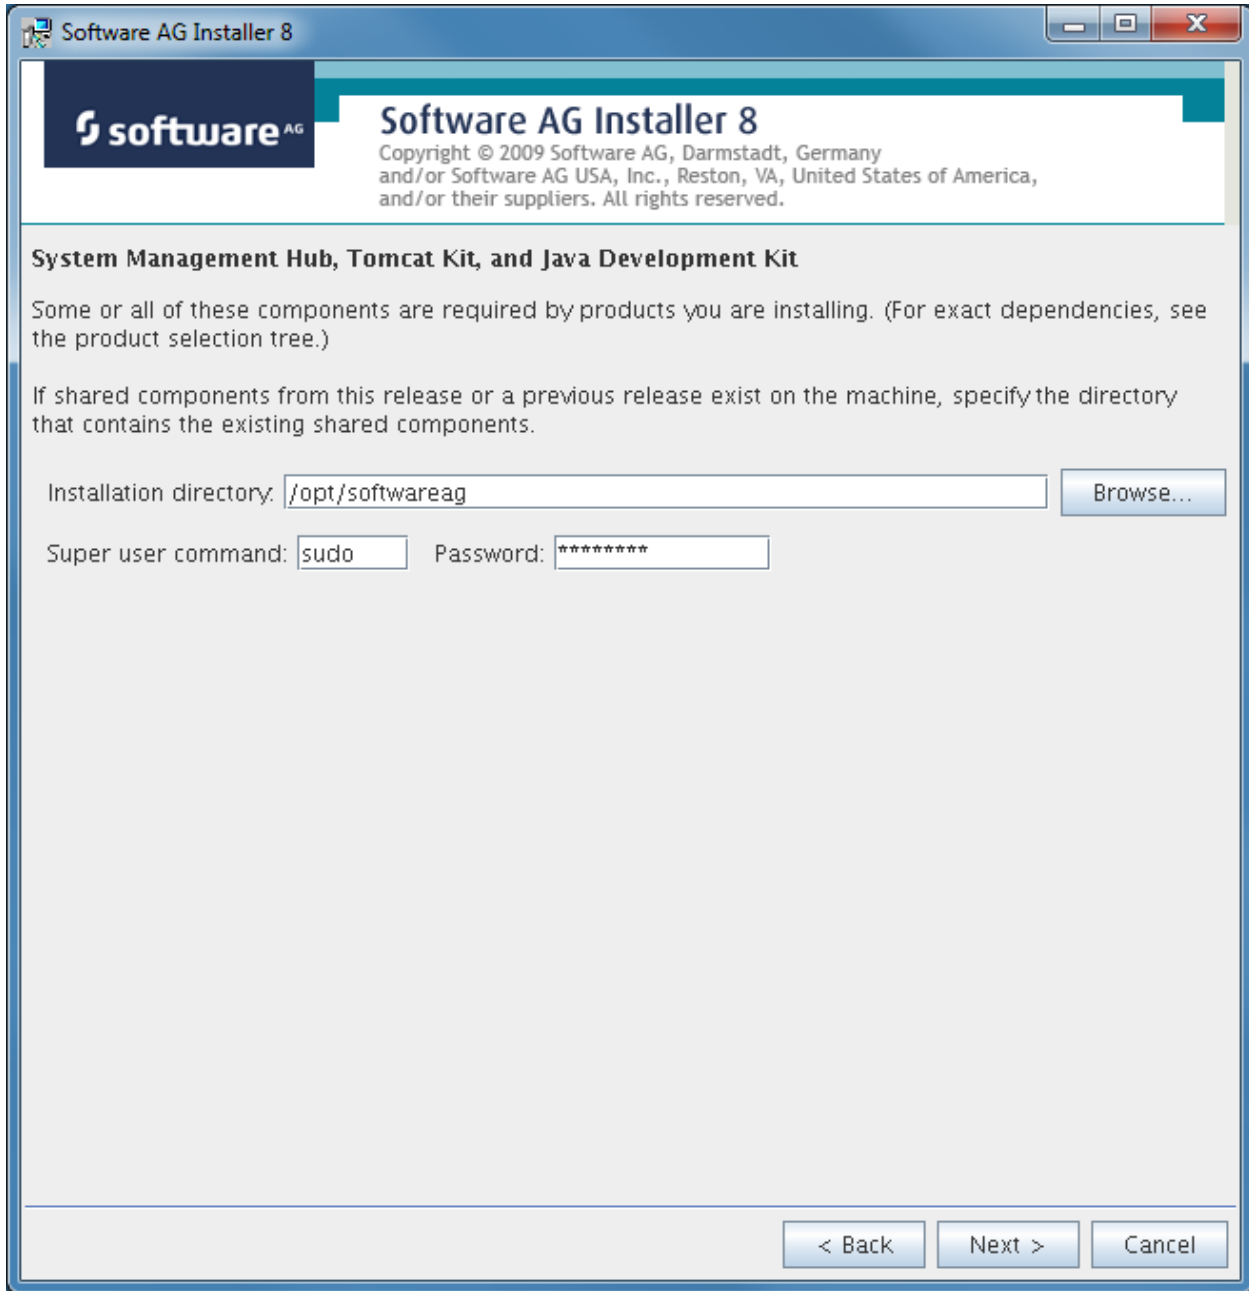 Software AG Installer 8
software AG
Software AG Installer 8
Copyright © 2009 Software AG, Darmstadt, Germany
and/or Software AG USA, Inc., Reston, VA, United States of America,
and/or their suppliers. All rights reserved.
System Management Hub, Tomcat Kit, and Java Development Kit
Some or all of these components are required by products you are installing. (For exact dependencies, see
the product selection tree.)
If shared components from this release or a previous release exist on the machine, specify the directory
that contains the existing shared components.
Installation directory: /opt/softwareag Browse...
Super user command: sudo Password: ********
< Back Next > Cancel